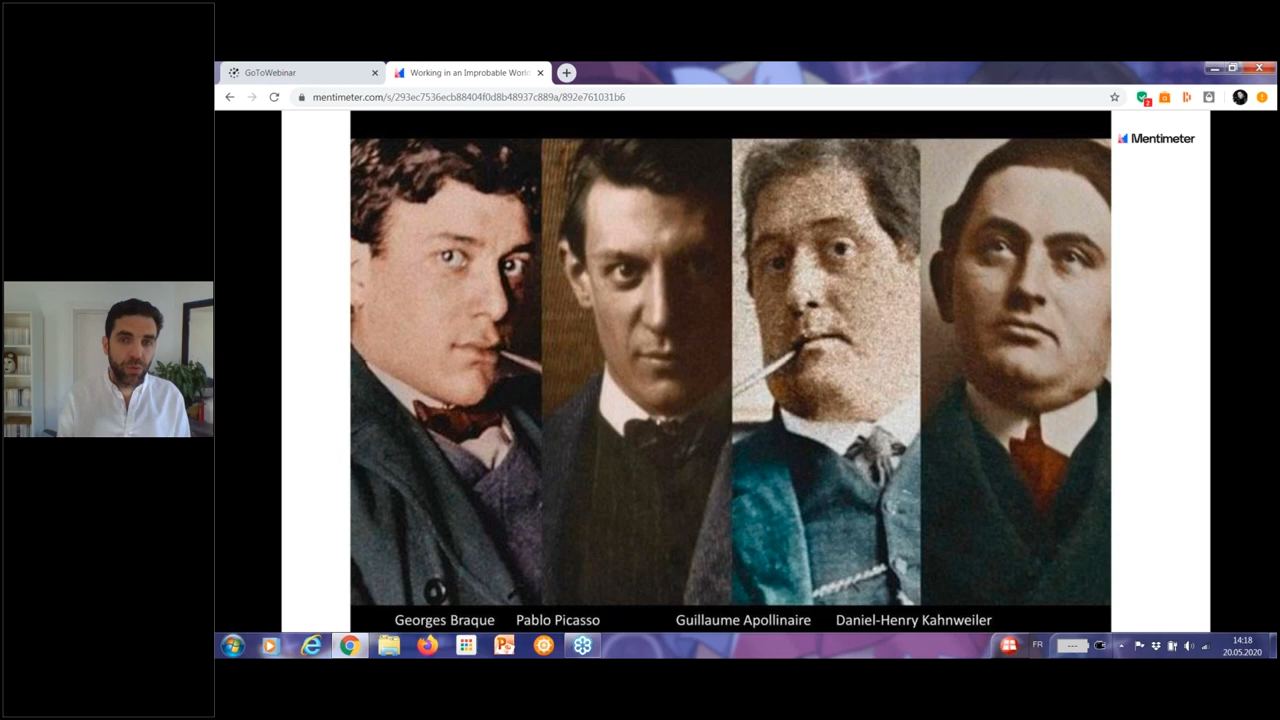 GoToWebinar
Working in an Improbable World
mentimeter.com/s/293ec7536ecb88404f0d8b48937c889a/892e761031b6
2
Mentimeter
Georges Braque Pablo Picasso Guillaume Apollinaire Daniel-Henry Kahnweiler
FR
14:18
20.05.2020